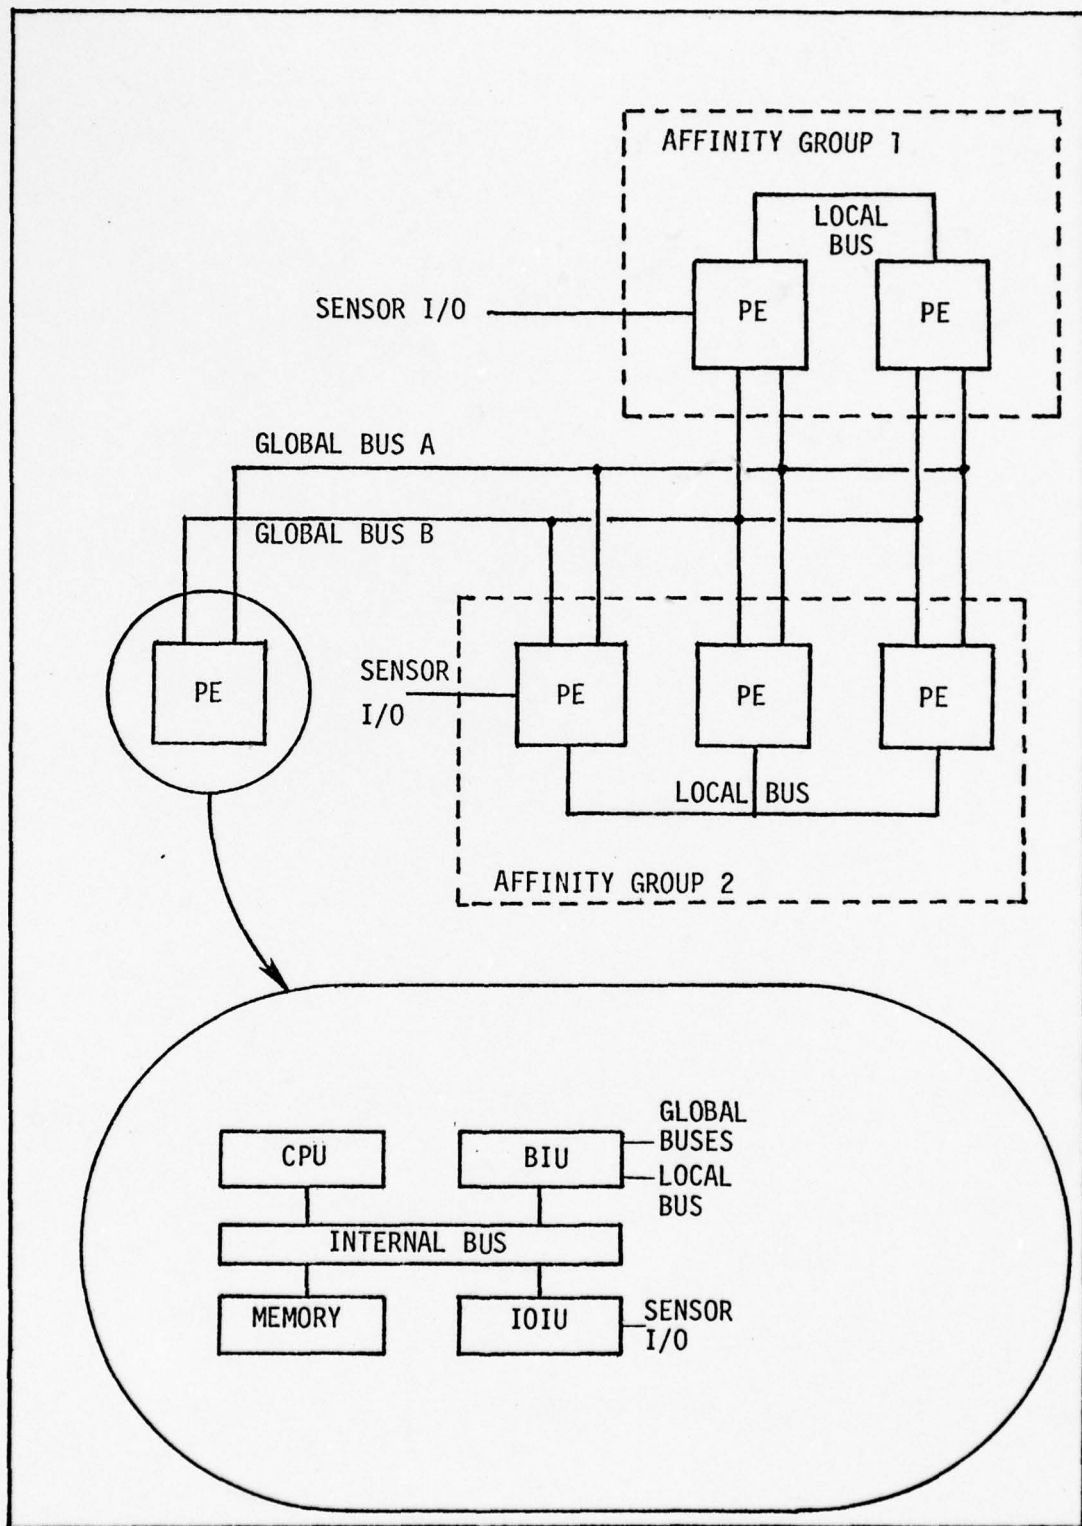 AFFINITY GROUP 1
LOCAL
BUS
PE
PE
SENSOR I/O
GLOBAL BUS A
GLOBAL BUS B
PE
SENSOR
I/O
PE
PE
PE
LOCAL BUS
AFFINITY GROUP 2
GLOBAL
BUSES
CPU
BIU
LOCAL
BUS
INTERNAL BUS
MEMORY
IOIU
SENSOR
I/O